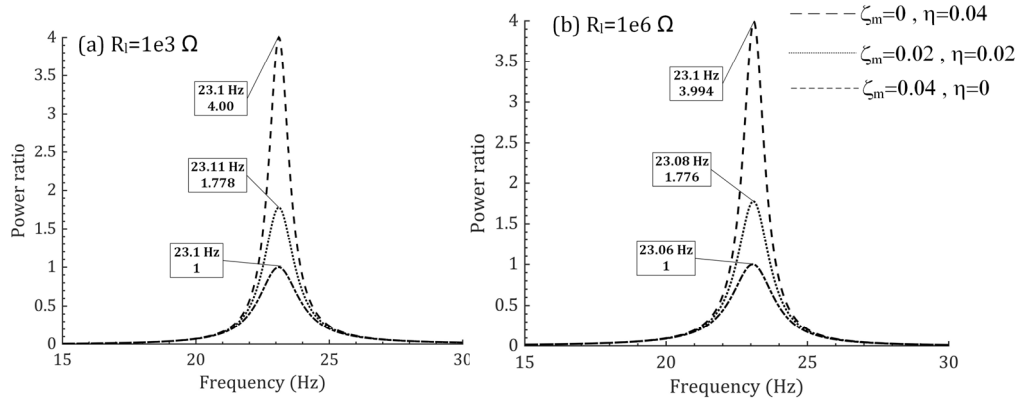 (a) Rl=1e3 Ω
4
3.5
3
2.5
2
1.5
1
0.5
0
Power ratio
23.1 Hz
4.00
23.11 Hz
1.778
23.1 Hz
1
15
20
25
30
Frequency (Hz)
(b) Rl=1e6 Ω
4
3.5
3
2.5
2
1.5
1
0.5
0
Power ratio
23.1 Hz
3.994
23.08 Hz
1.776
23.06 Hz
1
15
20
25
30
Frequency (Hz)
ζm=0 , η=0.04
ζm=0.02 , η=0.02
ζm=0.04 , η=0